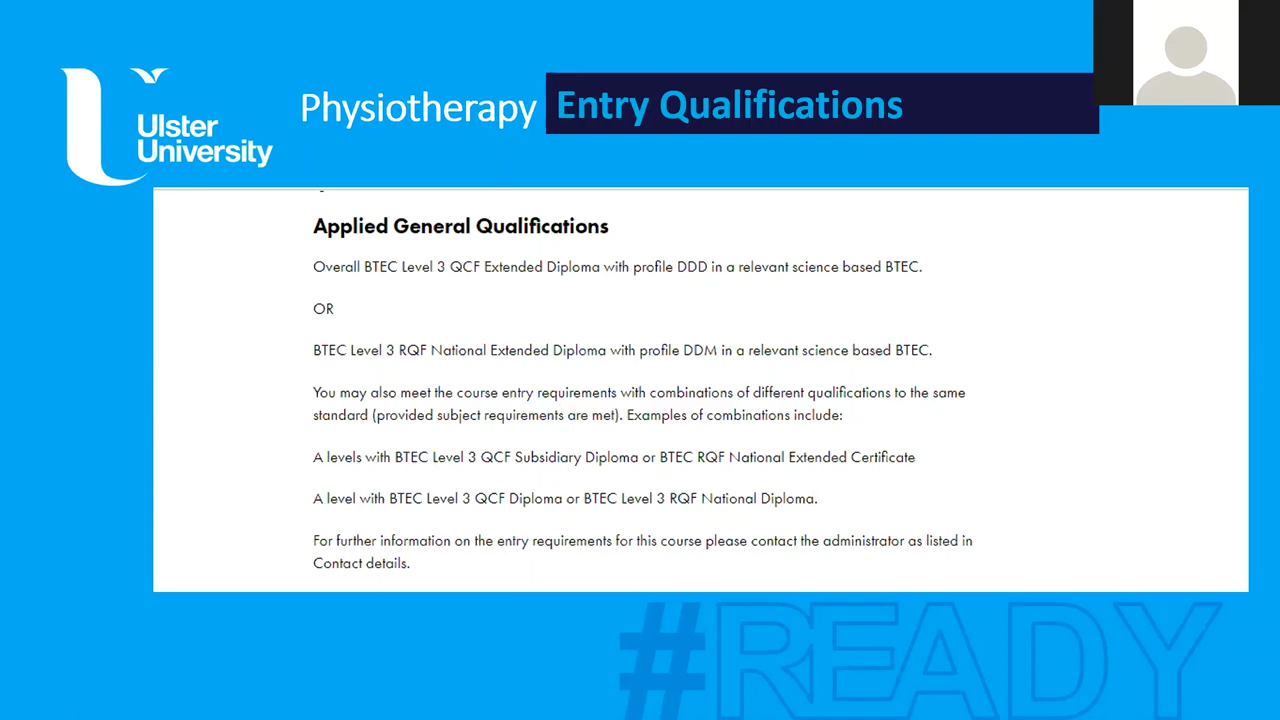 Physiotherapy Entry Qualifications
Ulster
University
Applied General Qualifications
Overall BTEC Level 3 QCF Extended Diploma with profile DDD in a relevant science based BTEC.
OR
BTEC Level 3 RQF National Extended Diploma with profile DDM in a relevant science based BTEC.
You may also meet the course entry requirements with combinations of different qualifications to the same
standard (provided subject requirements are met). Examples of combinations include:
A levels with BTEC Level 3 QCF Subsidiary Diploma or BTEC RQF National Extended Certificate
A level with BTEC Level 3 QCF Diploma or BTEC Level 3 RQF National Diploma.
For further information on the entry requirements for this course please contact the administrator as listed in
Contact details.
#READY